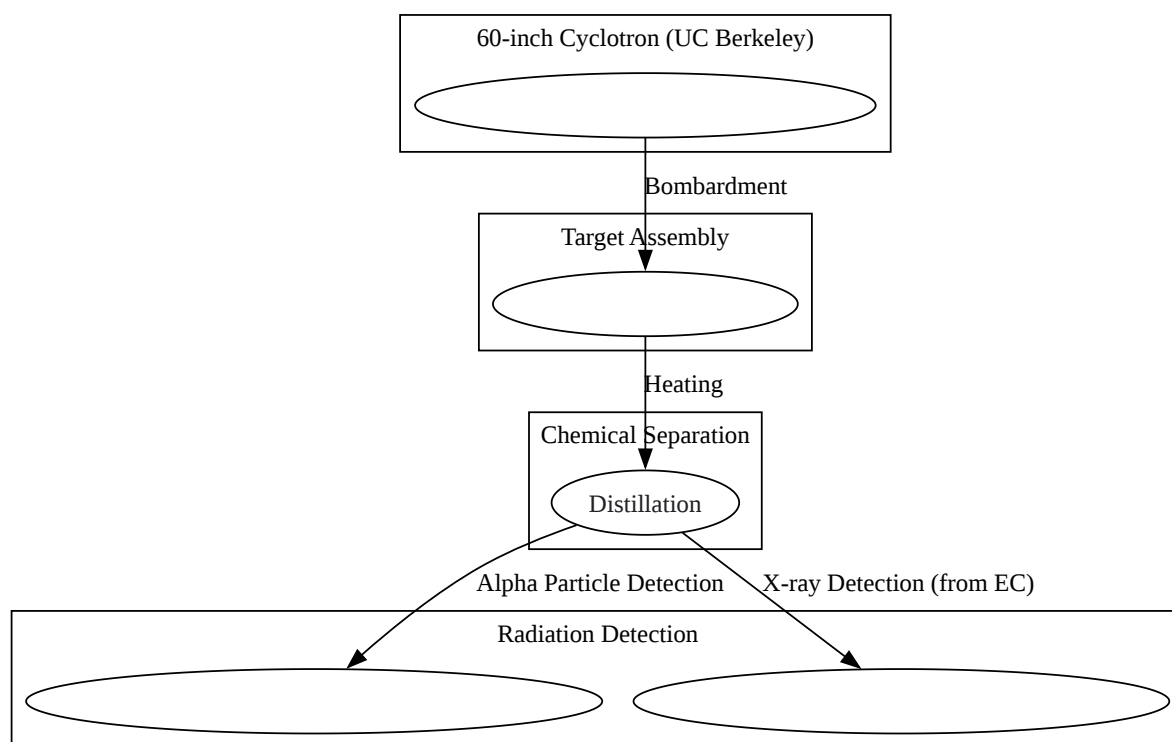 60-inch Cyclotron (UC Berkeley)
Bombardment
Target Assembly
Heating
Chemical Separation
Distillation
Alpha Particle Detection
X-ray Detection (from EC)
Radiation Detection